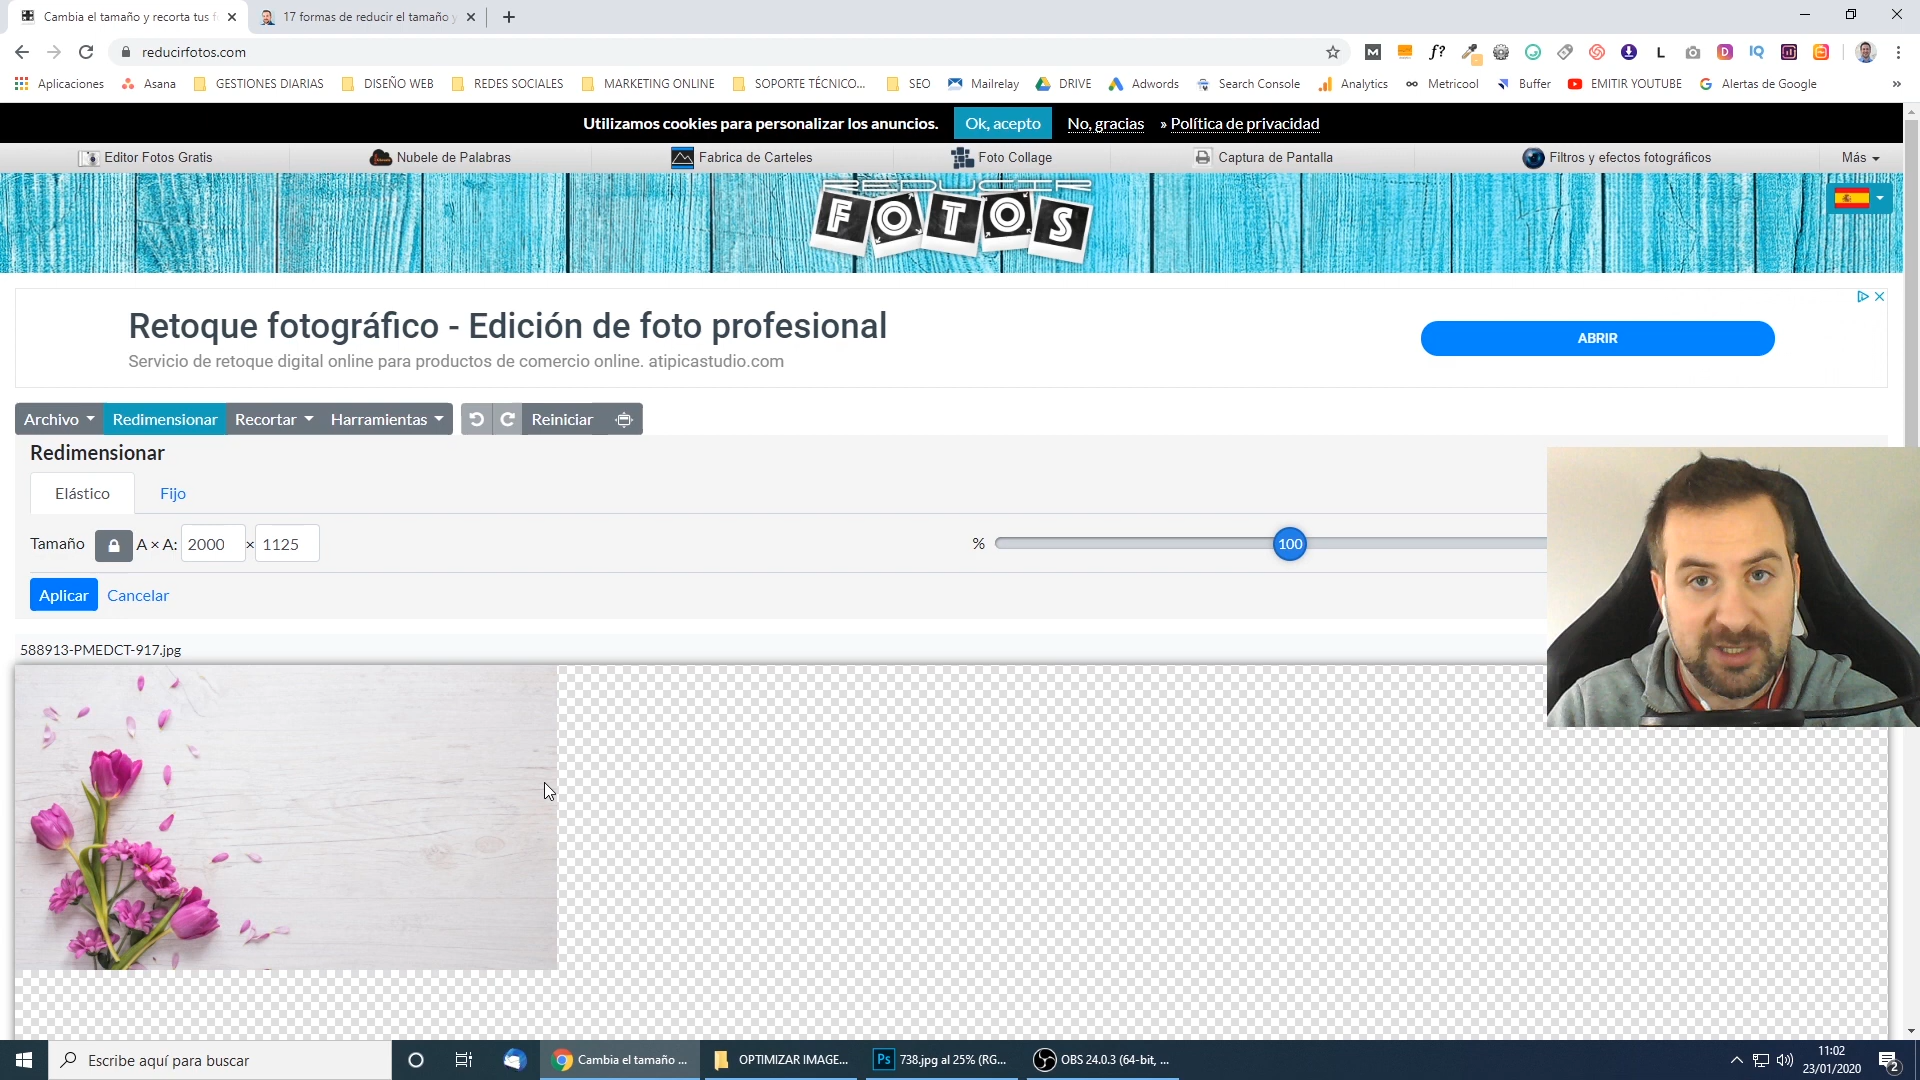 Cambia el tamaño y recorta tus f
17 formas de reducir el tamaño y
reducirfotos.com
Aplicaciones
Asana
GESTIONES DIARIAS
DISEÑO WEB
REDES SOCIALES
MARKETING ONLINE
SOPORTE TÉCNICO...
SEO
Mailrelay
DRIVE
Adwords
Search Console
Analytics
Metricool
Buffer
EMITIR YOUTUBE
Alertas de Google
»
Utilizamos cookies para personalizar los anuncios.
Ok, acepto
No, gracias
» Política de privacidad
Editor Fotos Gratis
Nubele de Palabras
Fabrica de Carteles
Foto Collage
Captura de Pantalla
Filtros y efectos fotográficos
Más
REDUCIR
FOTOS
Retoque fotográfico - Edición de foto profesional
Servicio de retoque digital online para productos de comercio online. atipicastudio.com
ABRIR
Archivo
Redimensionar
Recortar
Harramientas
Reiniciar
Redimensionar
Elástico
Fijo
Tamaño
A × A:
2000
×
1125
%
100
Aplicar
Cancelar
588913-PMEDCT-917.jpg
Escribe aquí para buscar
Cambia el tamaño ...
OPTIMIZAR IMAGE...
Ps
738.jpg al 25% (RG...
OBS 24.0.3 (64-bit, ...
11:02
23/01/2020
2